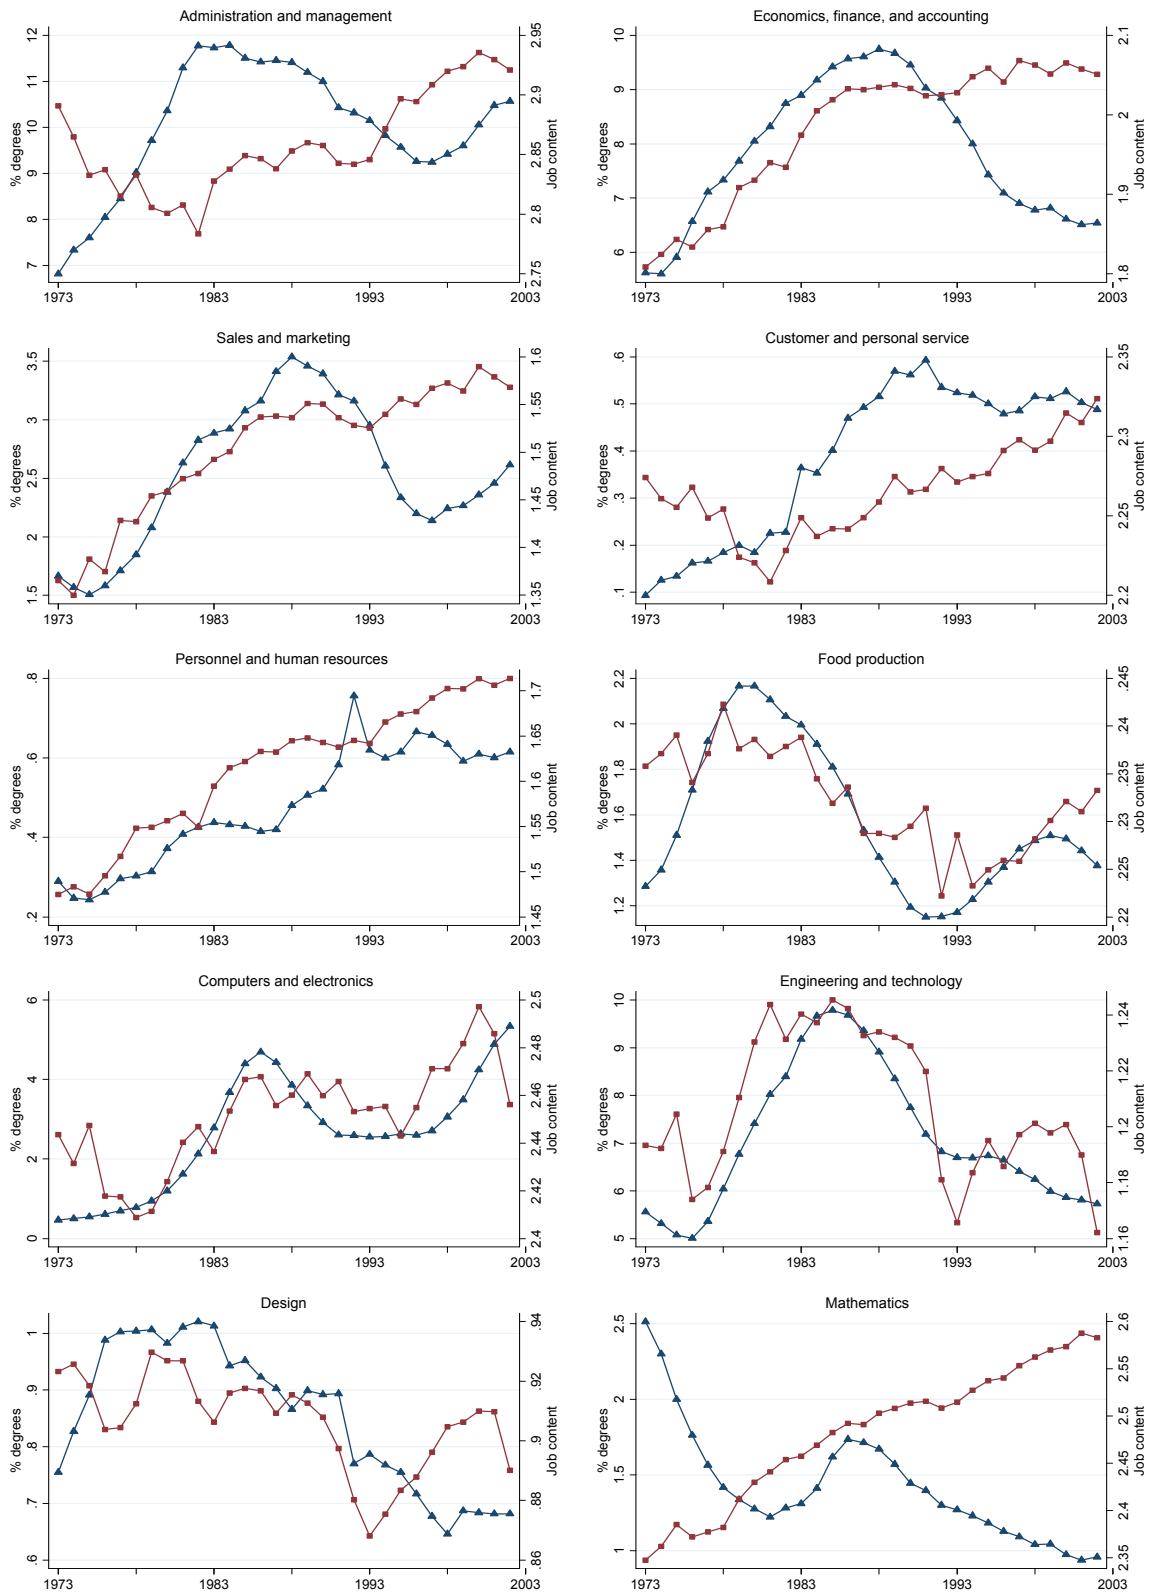 Administration and management
12
11
10
9
8
7
% degrees
2.95
2.9
2.85
2.8
2.75
Job content
1973 1983 1993 2003
Economics, finance, and accounting
10
9
8
7
6
% degrees
2.1
2
1.9
1.8
Job content
1973 1983 1993 2003
Sales and marketing
3.5
3
2.5
2
1.5
% degrees
1.6
1.55
1.5
1.45
1.4
1.35
Job content
1973 1983 1993 2003
Customer and personal service
.6
.5
.4
.3
.2
.1
% degrees
2.35
2.3
2.25
2.2
Job content
1973 1983 1993 2003
Personnel and human resources
.8
.6
.4
.2
% degrees
1.7
1.65
1.6
1.55
1.5
1.45
Job content
1973 1983 1993 2003
Food production
2.2
2
1.8
1.6
1.4
1.2
% degrees
.245
.24
.235
.23
.225
.22
Job content
1973 1983 1993 2003
Computers and electronics
6
4
2
0
% degrees
2.5
2.48
2.46
2.44
2.42
2.4
Job content
1973 1983 1993 2003
Engineering and technology
10
9
8
7
6
5
% degrees
1.24
1.22
1.2
1.18
1.16
Job content
1973 1983 1993 2003
Design
1
.9
.8
.7
.6
% degrees
.94
.92
.9
.88
.86
Job content
1973 1983 1993 2003
Mathematics
2.5
2
1.5
1
% degrees
2.6
2.55
2.5
2.45
2.4
2.35
Job content
1973 1983 1993 2003